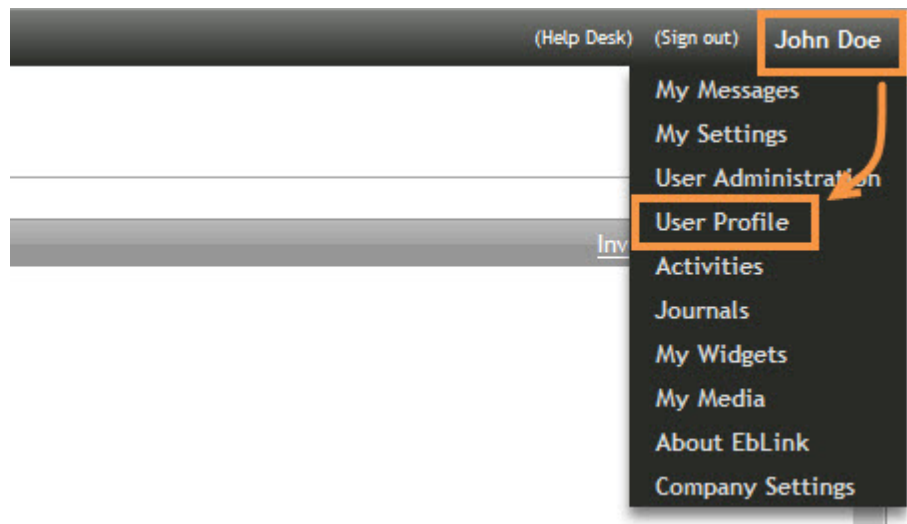 (Help Desk) (Sign out) John Doe
My Messages
My Settings
User Administration
User Profile
Inv
Activities
Journals
My Widgets
My Media
About EbLink
Company Settings